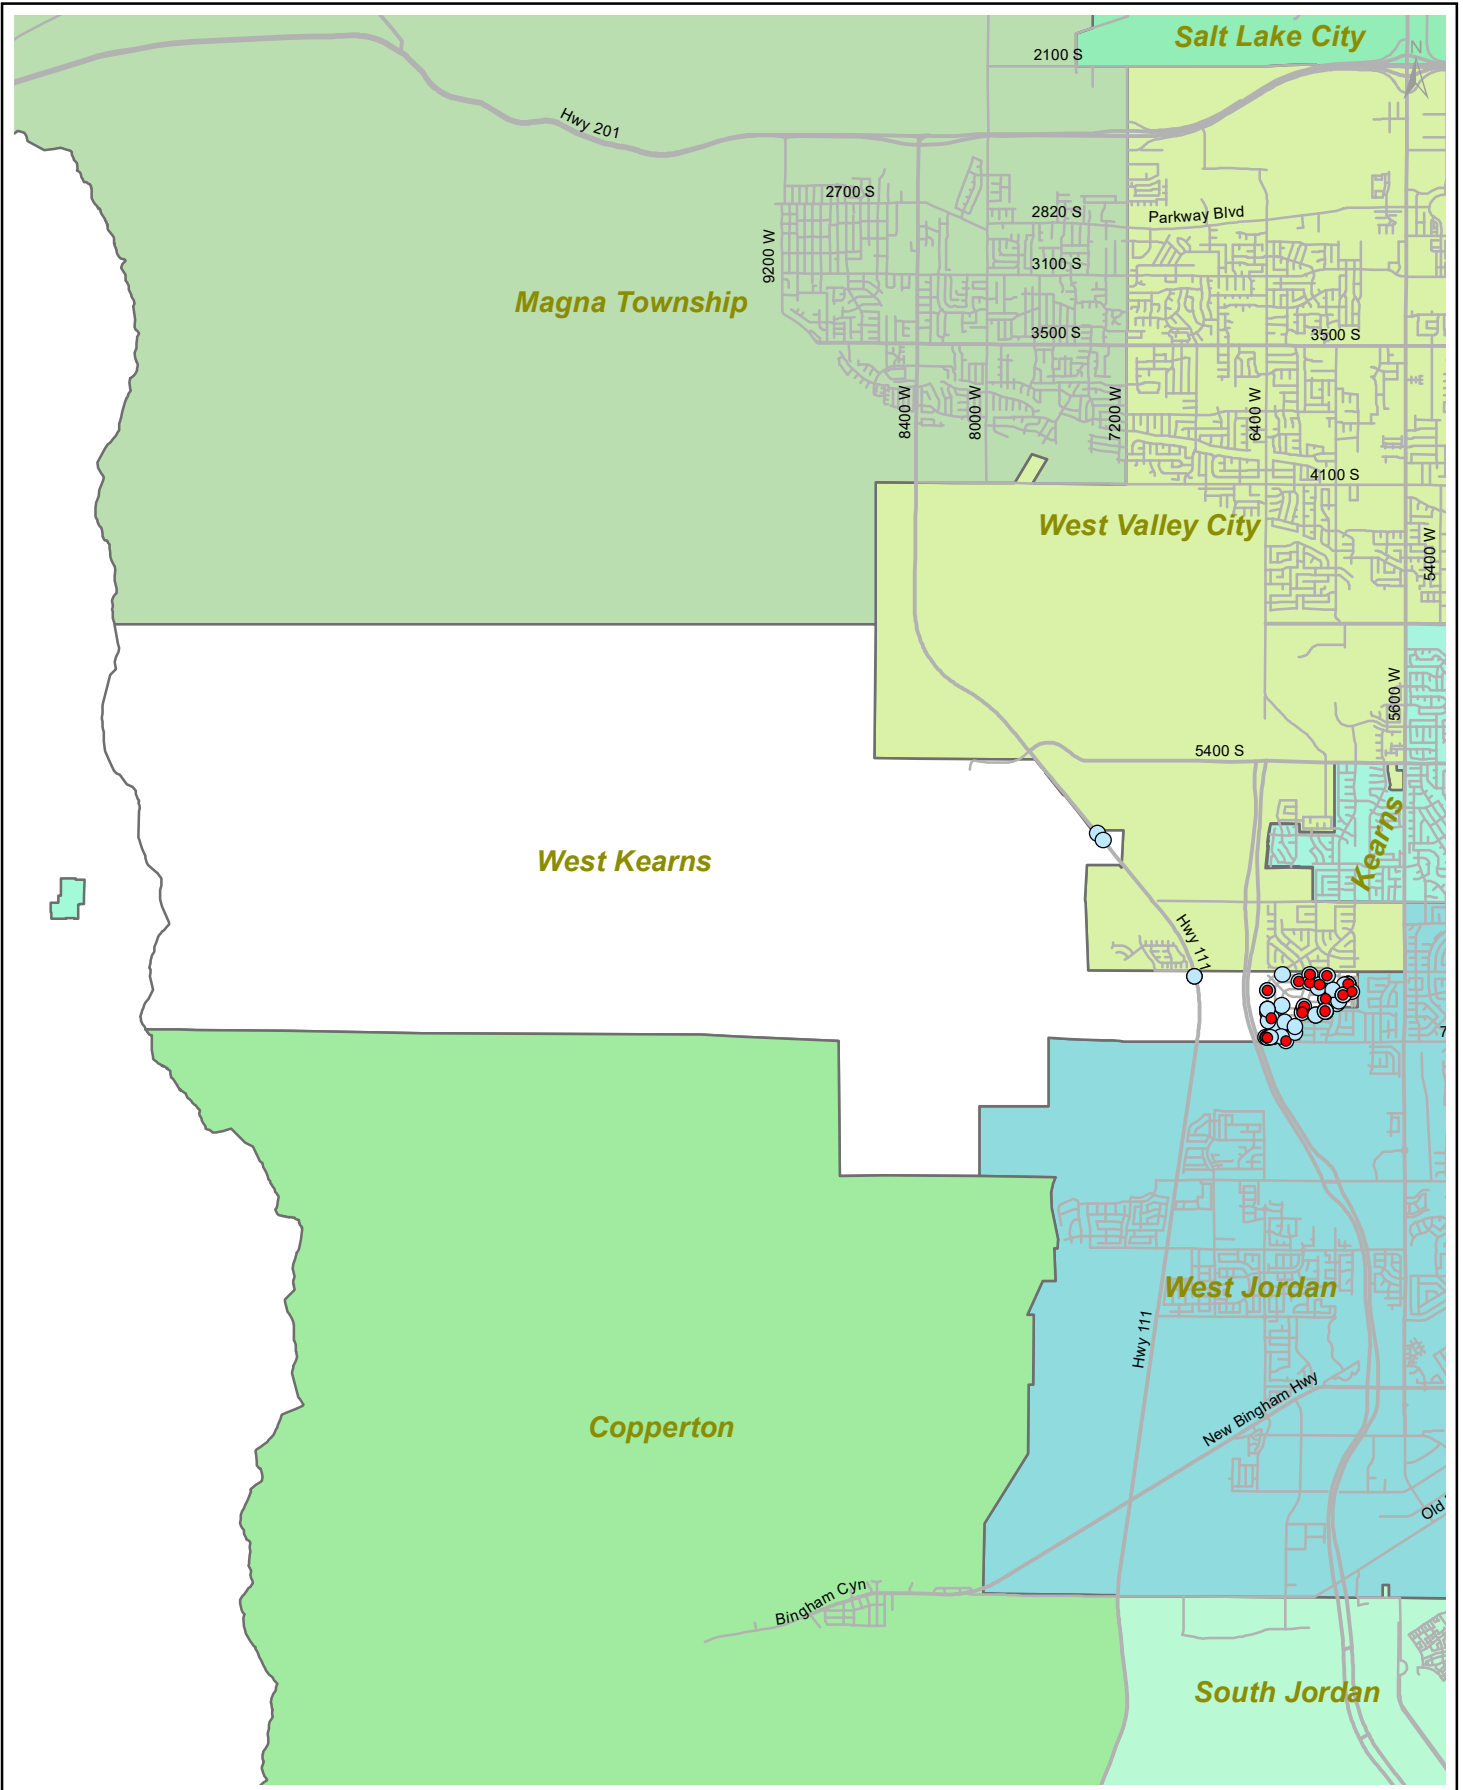 Salt Lake City
N
2100 S
Hwy 201
2700 S
2820 S
Parkway Blvd
9200 W
3100 S
Magna Township
3500 S
3500 S
8400 W
8000 W
7200 W
6400 W
4100 S
West Valley City
5400 W
5600 W
5400 S
Kearns
West Kearns
Hwy 111
7
West Jordan
Hwy 111
New Bingham Hwy
Copperton
Old
Bingham Cyn
South Jordan